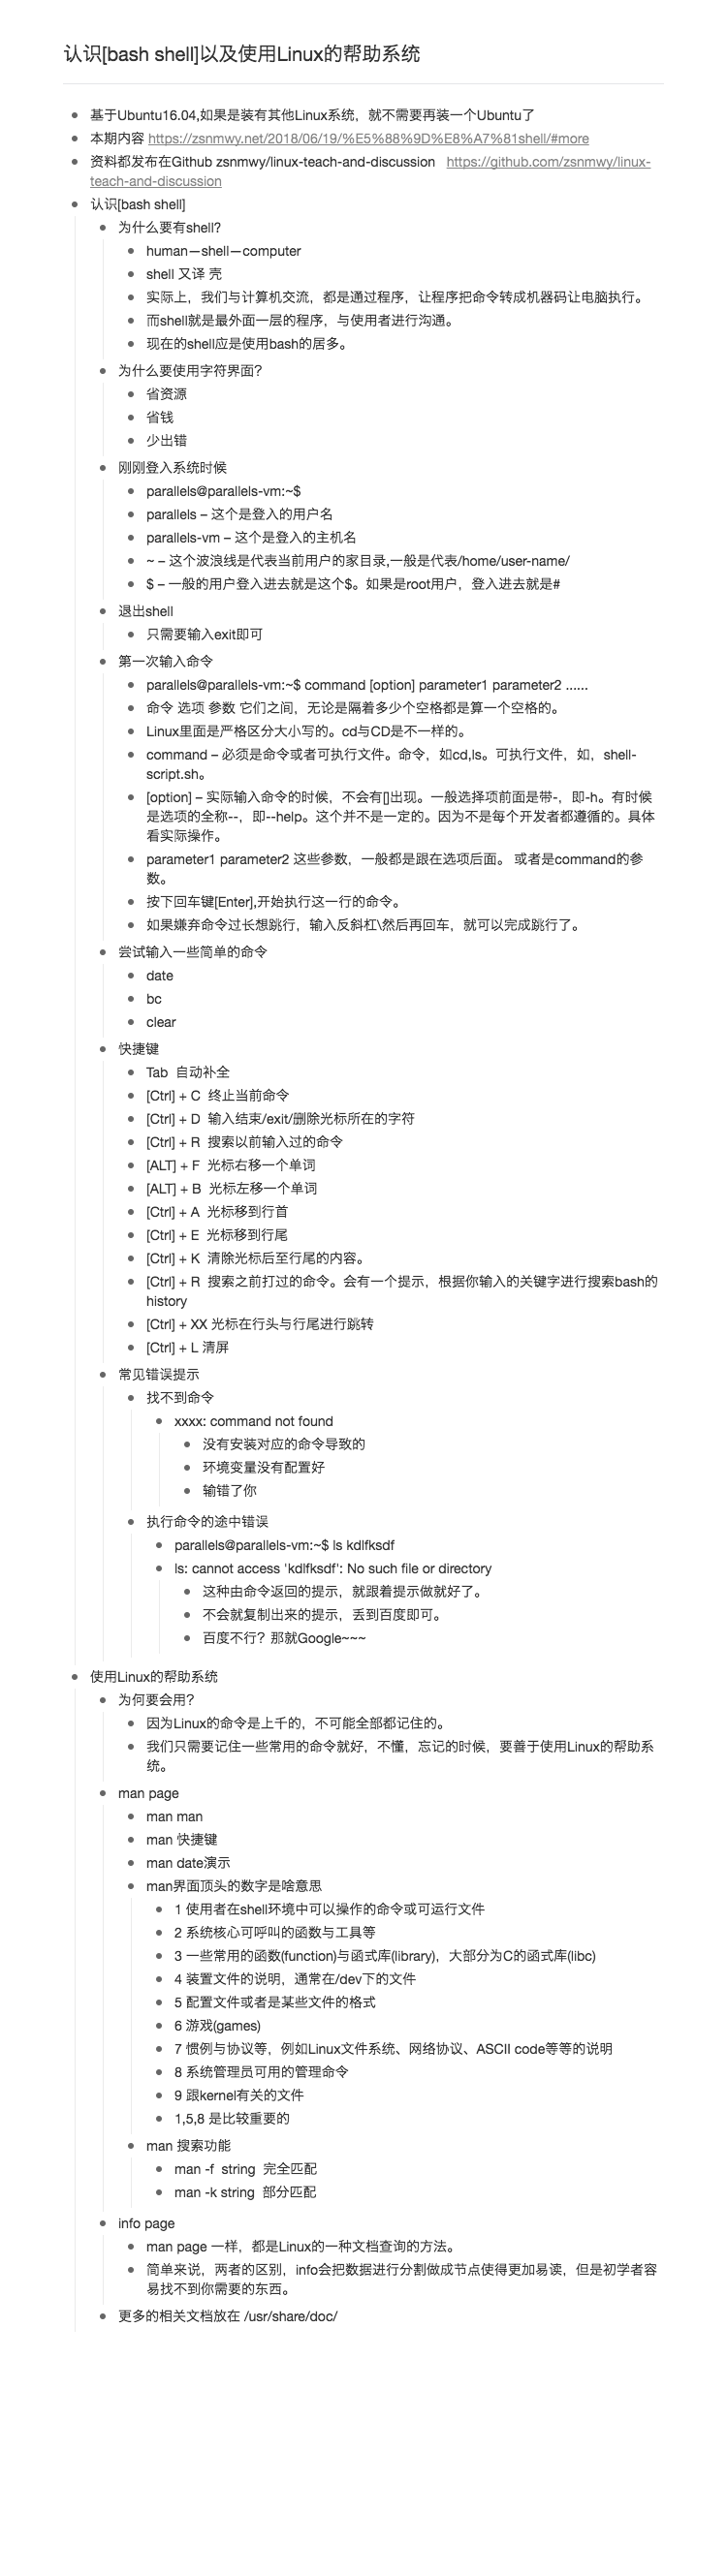 认识[bash shell]以及使用Linux的帮助系统
基于Ubuntu16.04,如果是装有其他Linux系统，就不需要再装一个Ubuntu了
本期内容 https://zsnmwy.net/2018/06/19/%E5%88%9D%E8%A7%81shell/#more
资料都发布在Github zsnmwy/linux-teach-and-discussion https://github.com/zsnmwy/linux-
teach-and-discussion
认识[bash shell]
为什么要有shell？
human—shell—computer
shell 又译 壳
实际上，我们与计算机交流，都是通过程序，让程序把命令转成机器码让电脑执行。
而shell就是最外面一层的程序，与使用者进行沟通。
现在的shell应是使用bash的居多。
为什么要使用字符界面？
省资源
省钱
少出错
刚刚登入系统时候
parallels@parallels-vm:~$
parallels – 这个是登入的用户名
parallels-vm – 这个是登入的主机名
~ – 这个波浪线是代表当前用户的家目录,一般是代表/home/user-name/
$ – 一般的用户登入进去就是这个$。如果是root用户，登入进去就是#
退出shell
只需要输入exit即可
第一次输入命令
parallels@parallels-vm:~$ command [option] parameter1 parameter2 ......
命令 选项 参数 它们之间，无论是隔着多少个空格都是算一个空格的。
Linux里面是严格区分大小写的。cd与CD是不一样的。
command – 必须是命令或者可执行文件。命令，如cd,ls。可执行文件，如，shell-
script.sh。
[option] – 实际输入命令的时候，不会有[]出现。一般选择项前面是带-，即-h。有时候
是选项的全称--，即--help。这个并不是一定的。因为不是每个开发者都遵循的。具体
看实际操作。
parameter1 parameter2 这些参数，一般都是跟在选项后面。 或者是command的参
数。
按下回车键[Enter],开始执行这一行的命令。
如果嫌弃命令过长想跳行，输入反斜杠\然后再回车，就可以完成跳行了。
尝试输入一些简单的命令
date
bc
clear
快捷键
Tab 自动补全
[Ctrl] + C 终止当前命令
[Ctrl] + D 输入结束/exit/删除光标所在的字符
[Ctrl] + R 搜索以前输入过的命令
[ALT] + F 光标右移一个单词
[ALT] + B 光标左移一个单词
[Ctrl] + A 光标移到行首
[Ctrl] + E 光标移到行尾
[Ctrl] + K 清除光标后至行尾的内容。
[Ctrl] + R 搜索之前打过的命令。会有一个提示，根据你输入的关键字进行搜索bash的
history
[Ctrl] + XX 光标在行头与行尾进行跳转
[Ctrl] + L 清屏
常见错误提示
找不到命令
xxxx: command not found
没有安装对应的命令导致的
环境变量没有配置好
输错了你
执行命令的途中错误
parallels@parallels-vm:~$ ls kdlfksdf
ls: cannot access 'kdlfksdf': No such file or directory
这种由命令返回的提示，就跟着提示做就好了。
不会就复制出来的提示，丢到百度即可。
百度不行？那就Google~~~
使用Linux的帮助系统
为何要会用？
因为Linux的命令是上千的，不可能全部都记住的。
我们只需要记住一些常用的命令就好，不懂，忘记的时候，要善于使用Linux的帮助系
统。
man page
man man
man 快捷键
man date演示
man界面顶头的数字是啥意思
1 使用者在shell环境中可以操作的命令或可运行文件
2 系统核心可呼叫的函数与工具等
3 一些常用的函数(function)与函式库(library)，大部分为C的函式库(libc)
4 装置文件的说明，通常在/dev下的文件
5 配置文件或者是某些文件的格式
6 游戏(games)
7 惯例与协议等，例如Linux文件系统、网络协议、ASCII code等等的说明
8 系统管理员可用的管理命令
9 跟kernel有关的文件
1,5,8 是比较重要的
man 搜索功能
man -f string 完全匹配
man -k string 部分匹配
info page
man page 一样，都是Linux的一种文档查询的方法。
简单来说，两者的区别，info会把数据进行分割做成节点使得更加易读，但是初学者容
易找不到你需要的东西。
更多的相关文档放在 /usr/share/doc/